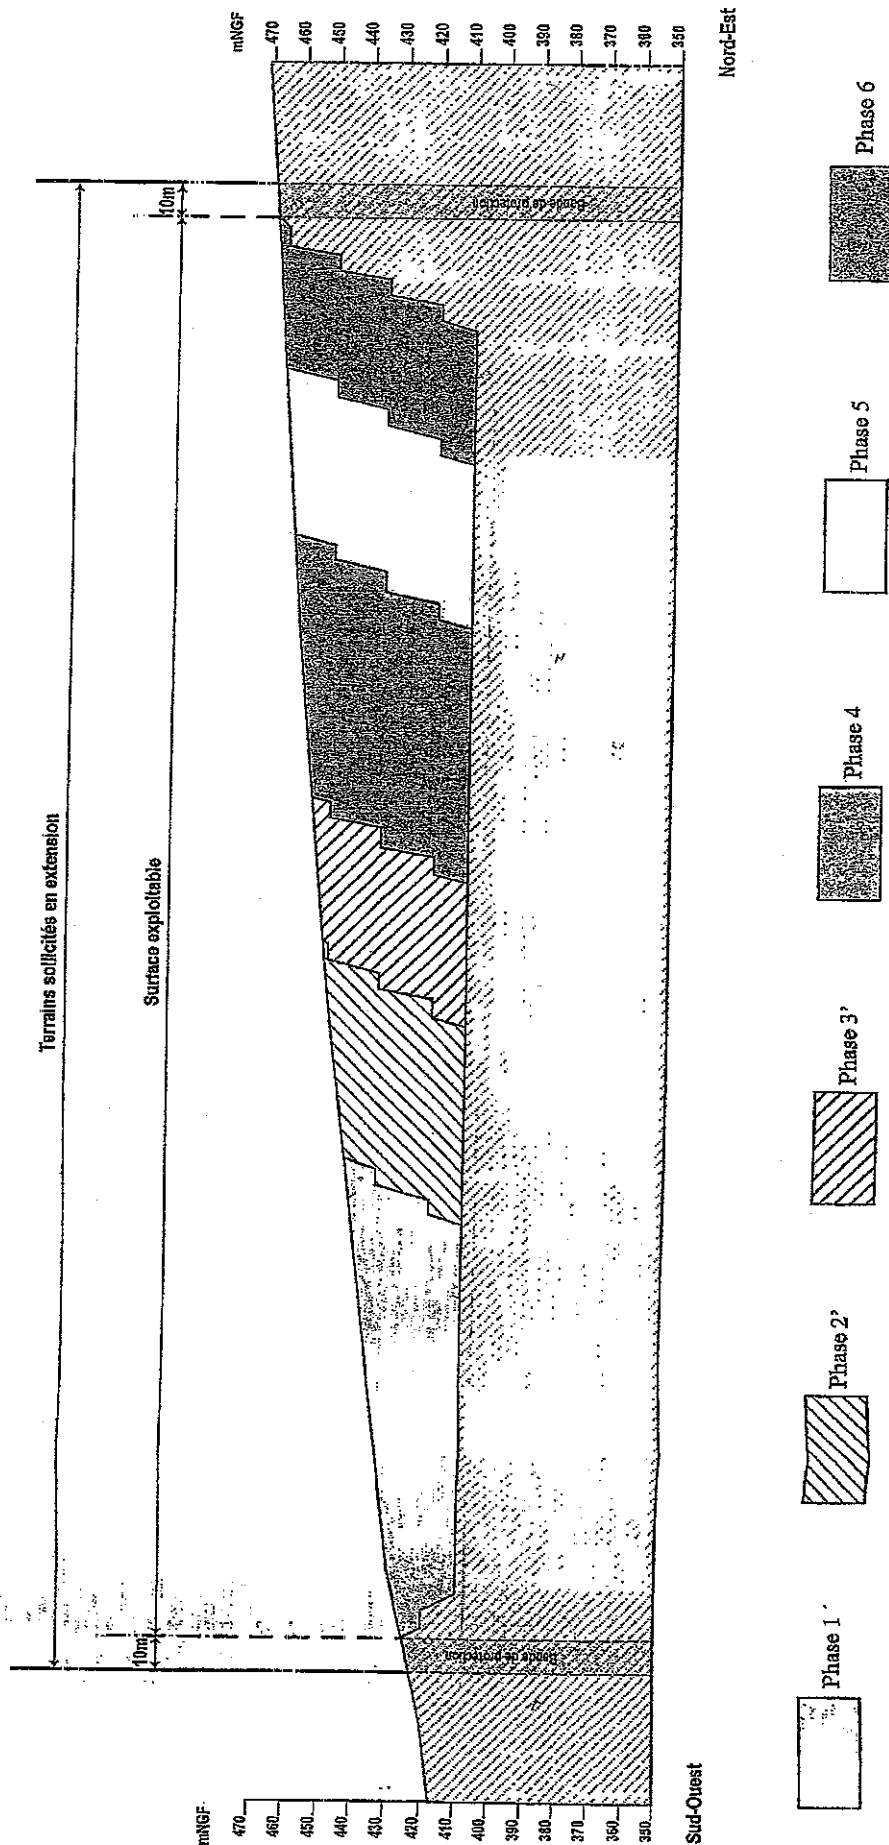 Terrains sollicités en extension
Surface exploitable
10m
10m
mNGF
470
460
450
440
430
420
410
400
390
380
370
360
350
Sud-Ouest
Bande de protection
Bande de protection
mNGF
470
460
450
440
430
420
410
400
390
380
370
360
350
Nord-Est
Phase 1'
Phase 2'
Phase 3'
Phase 4
Phase 5
Phase 6